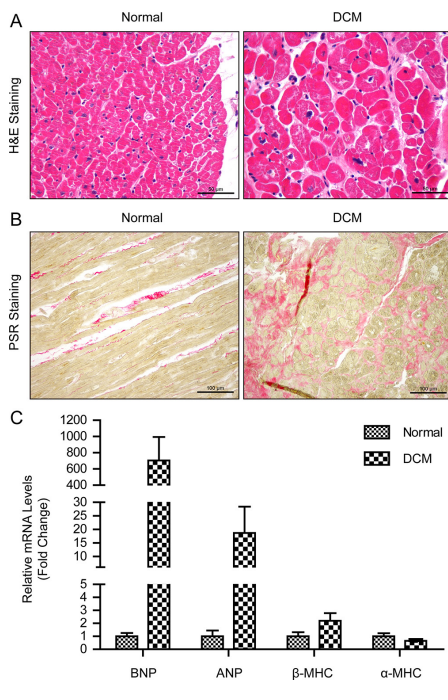 A
Normal
DCM
H&E Staining
50 μm
B
Normal
DCM
PSR Staining
100 μm
100 μm
C
Relative mRNA Levels
(Fold Change)
1200
1000
800
600
400
30
25
20
15
10
5
4
3
2
1
0
Normal
DCM
BNP
ANP
β-MHC
α-MHC